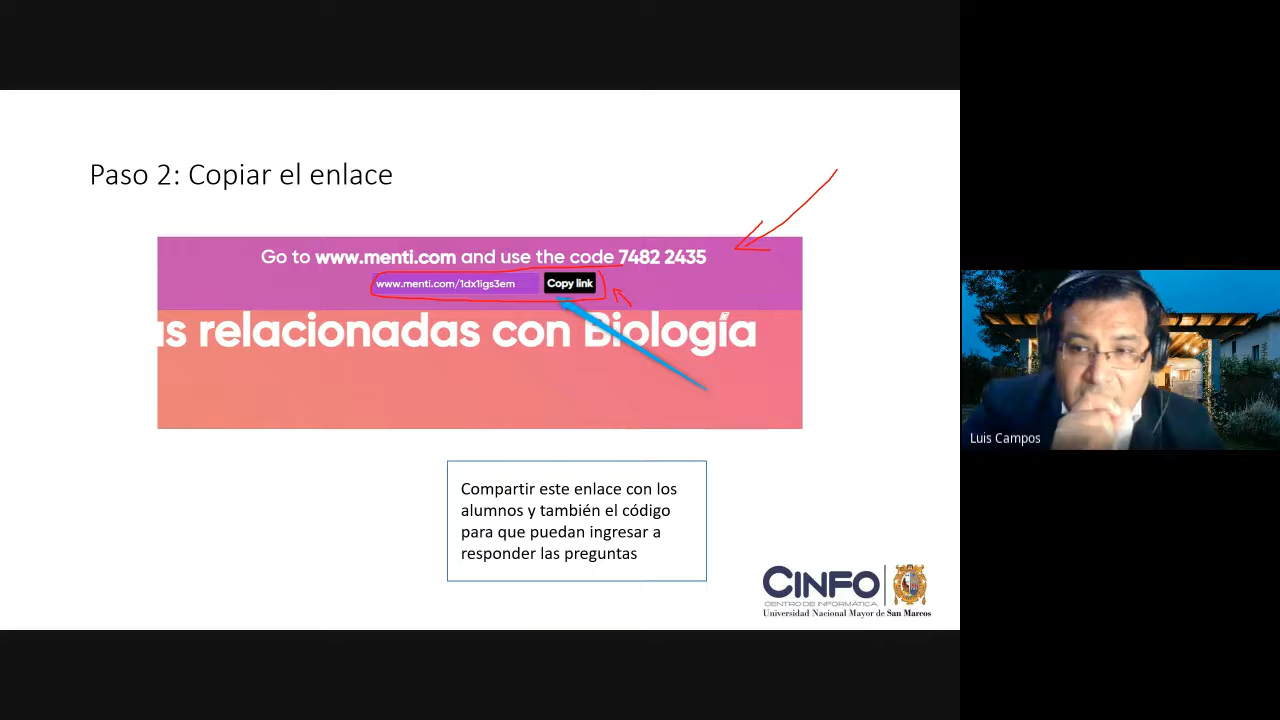 Paso 2: Copiar el enlace
Go to www.menti.com and use the code 7482 2435
www.menti.com/1dx1igs3em
Copy link
as relacionadas con Biología
Compartir este enlace con los
alumnos y también el código
para que puedan ingresar a
responder las preguntas
CINFO
CENTRO DE INFORMÁTICA
Universidad Nacional Mayor de San Marcos
Luis Campos